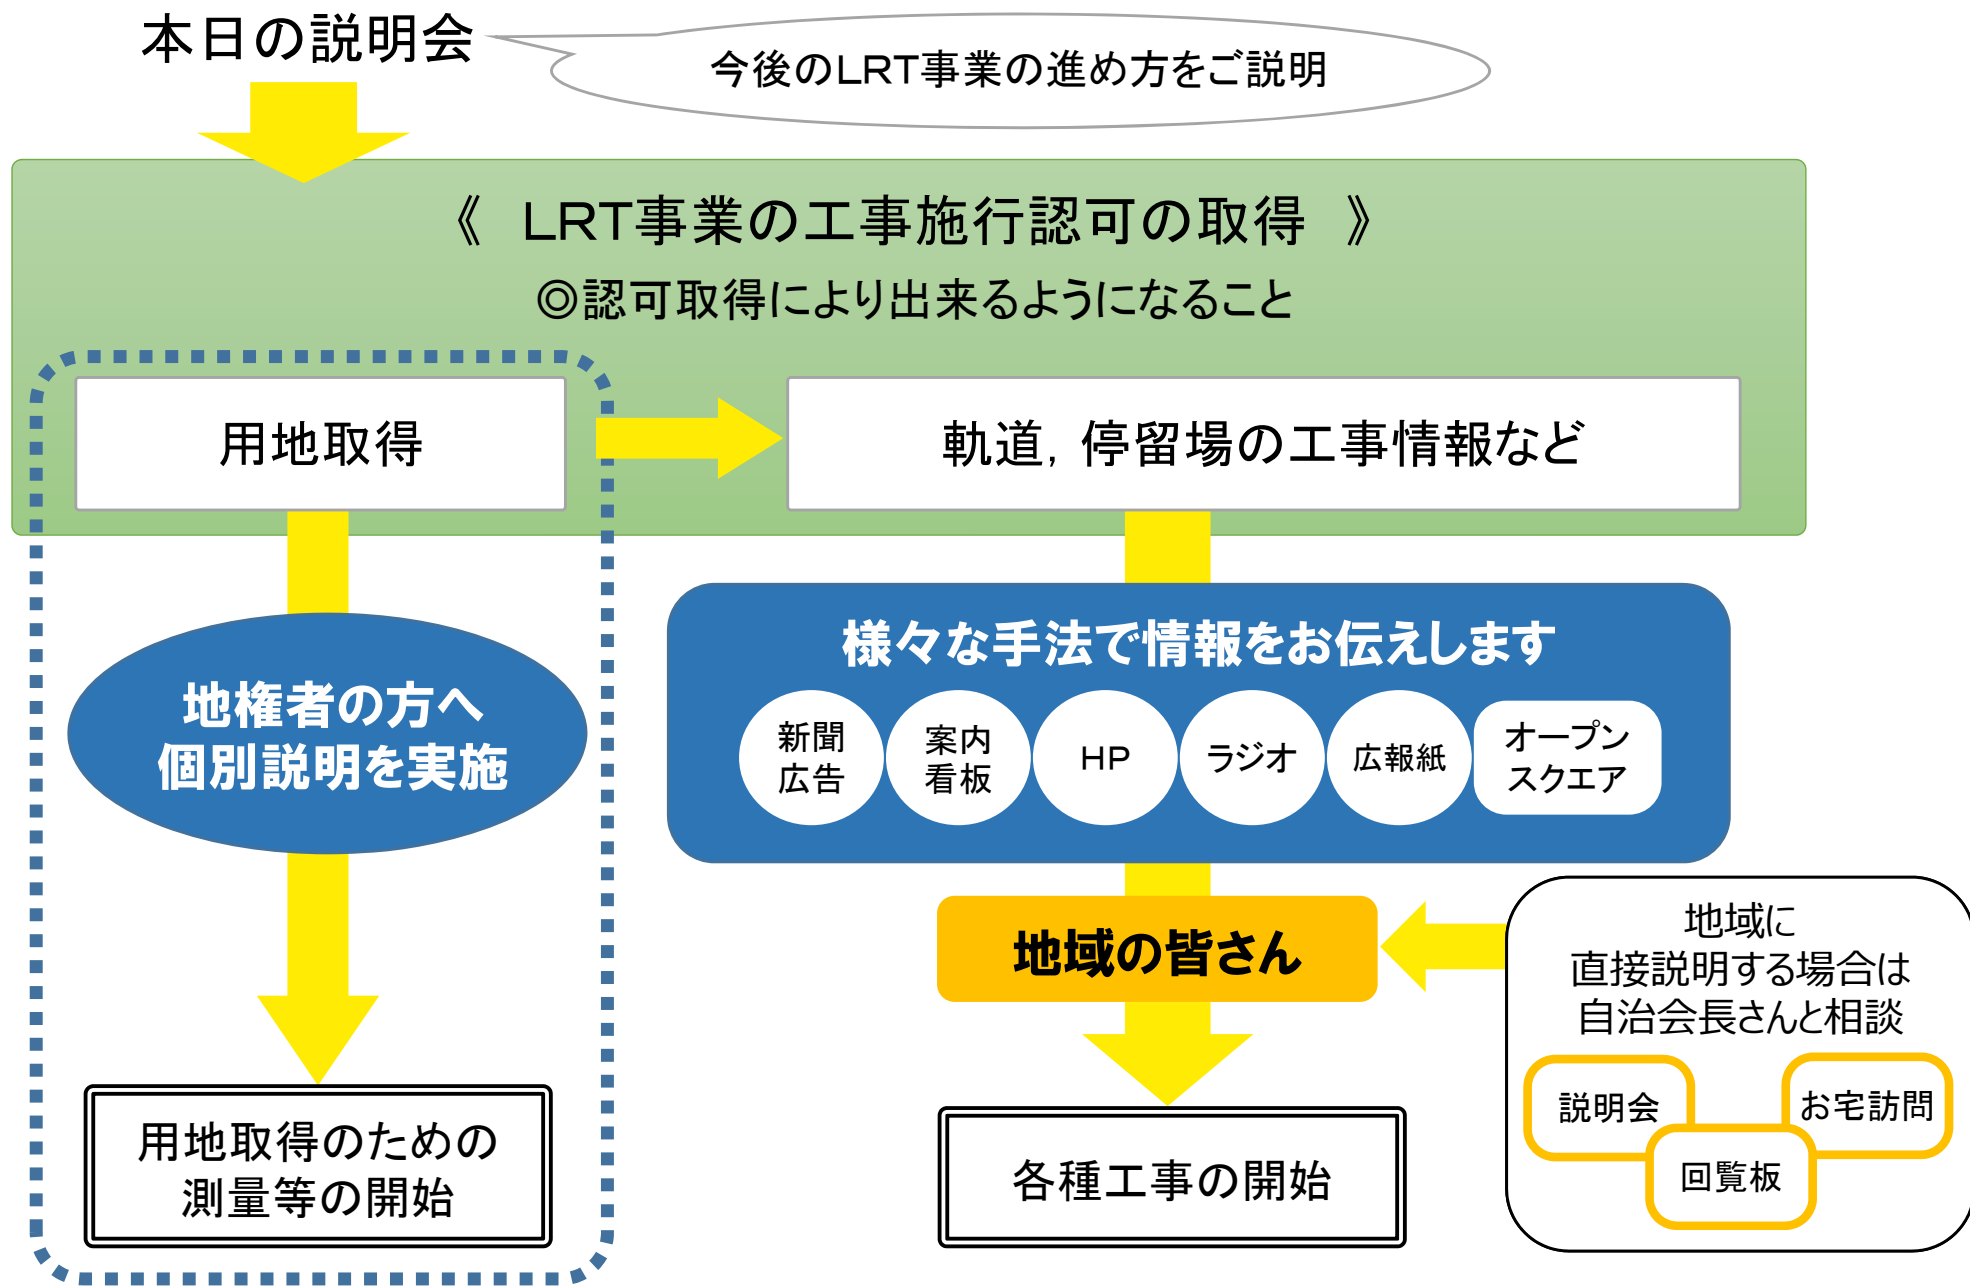 本日の説明会
今後のLRT事業の進め方をご説明
《　LRT事業の工事施行認可の取得　》
◎認可取得により出来るようになること
用地取得
軌道，停留場の工事情報など
地権者の方へ
個別説明を実施
用地取得のための
測量等の開始
様々な手法で情報をお伝えします
新聞
広告
案内
看板
HP
ラジオ
広報紙
オープン
スクエア
地域の皆さん
地域に
直接説明する場合は
自治会長さんと相談
説明会
お宅訪問
回覧板
各種工事の開始